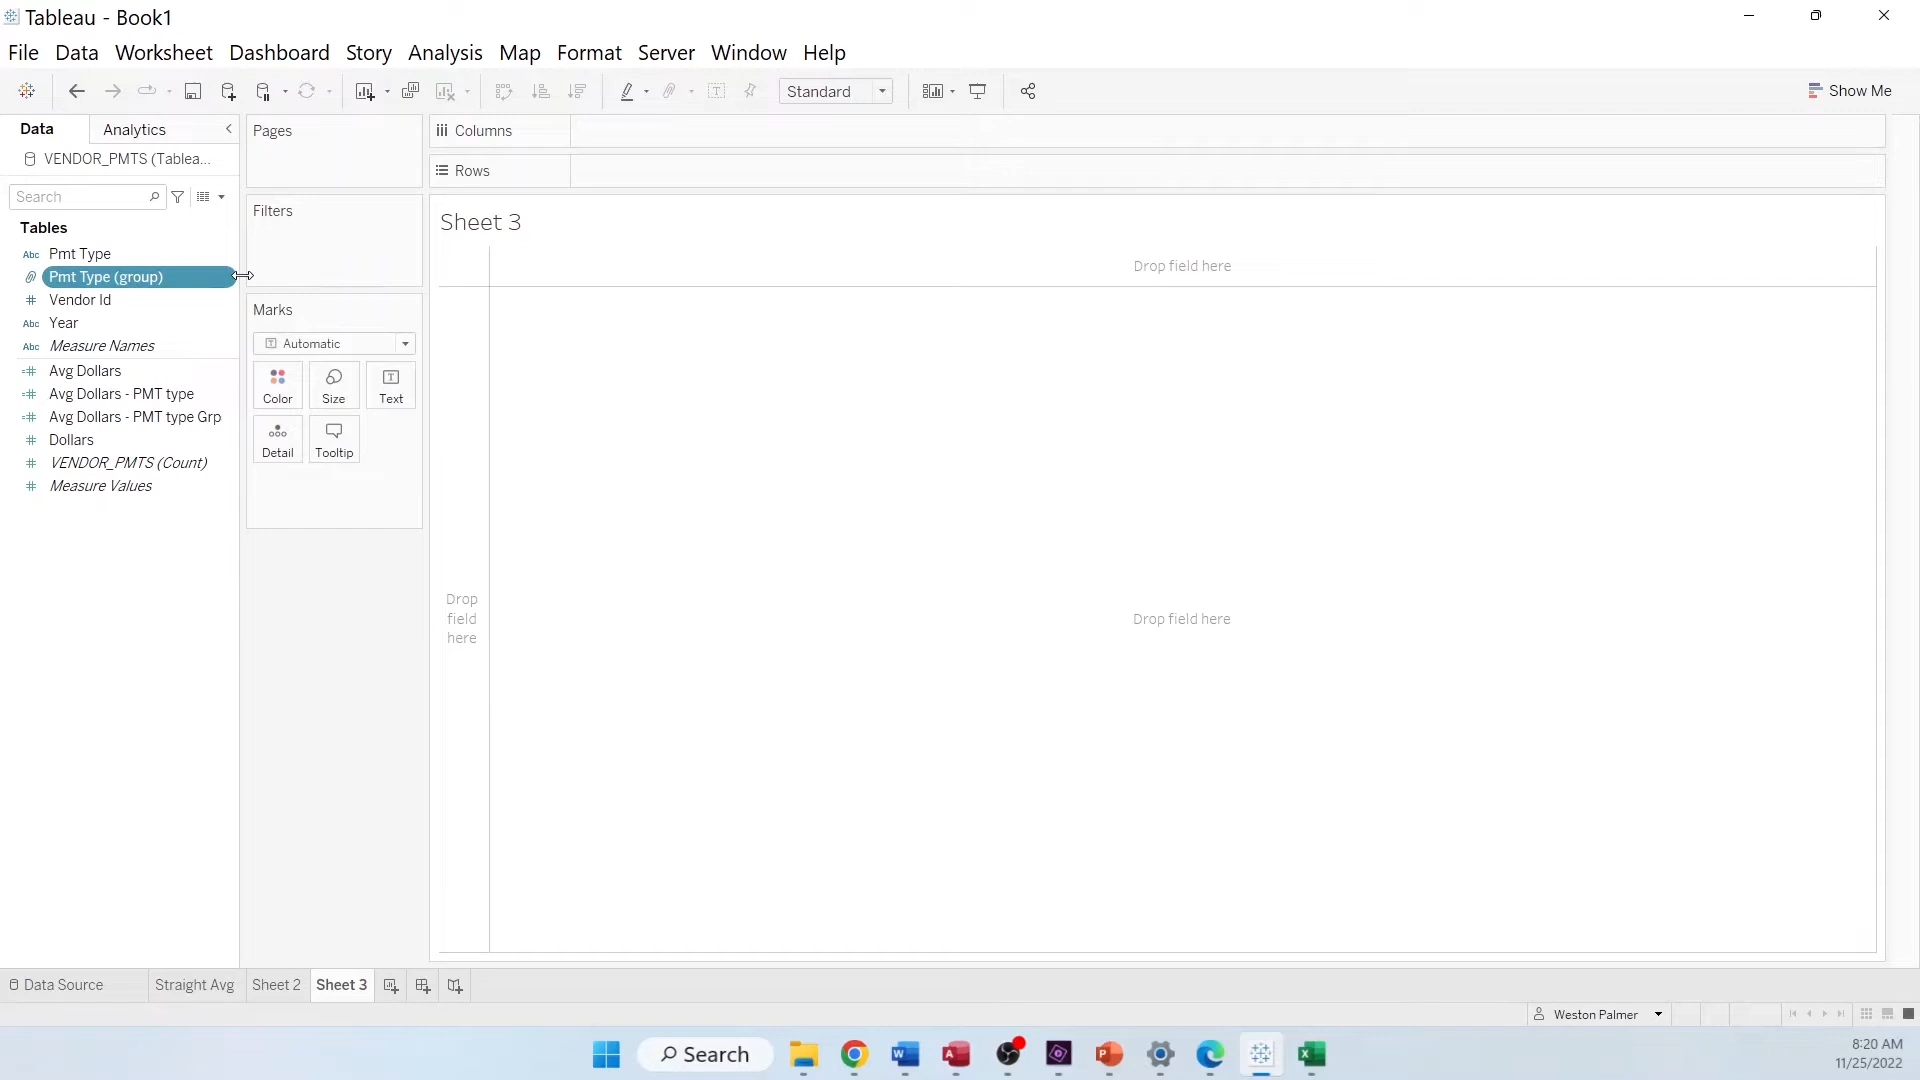 Tableau - Book1
File Data Worksheet Dashboard Story Analysis Map Format Server Window Help
Standard
Show Me
Data Analytics
VENDOR_PMTS (Tablea...
Search
Tables
Abc Pmt Type
Pmt Type (group)
# Vendor Id
Abc Year
Abc Measure Names
=# Avg Dollars
=# Avg Dollars - PMT type
=# Avg Dollars - PMT type Grp
# Dollars
# VENDOR_PMTS (Count)
# Measure Values
Pages
Filters
Marks
Automatic
Color Size Text
Detail Tooltip
Columns
Rows
Sheet 3
Drop field here
Drop
field
here
Drop field here
Data Source Straight Avg Sheet 2 Sheet 3
Weston Palmer
Search
8:20 AM
11/25/2022